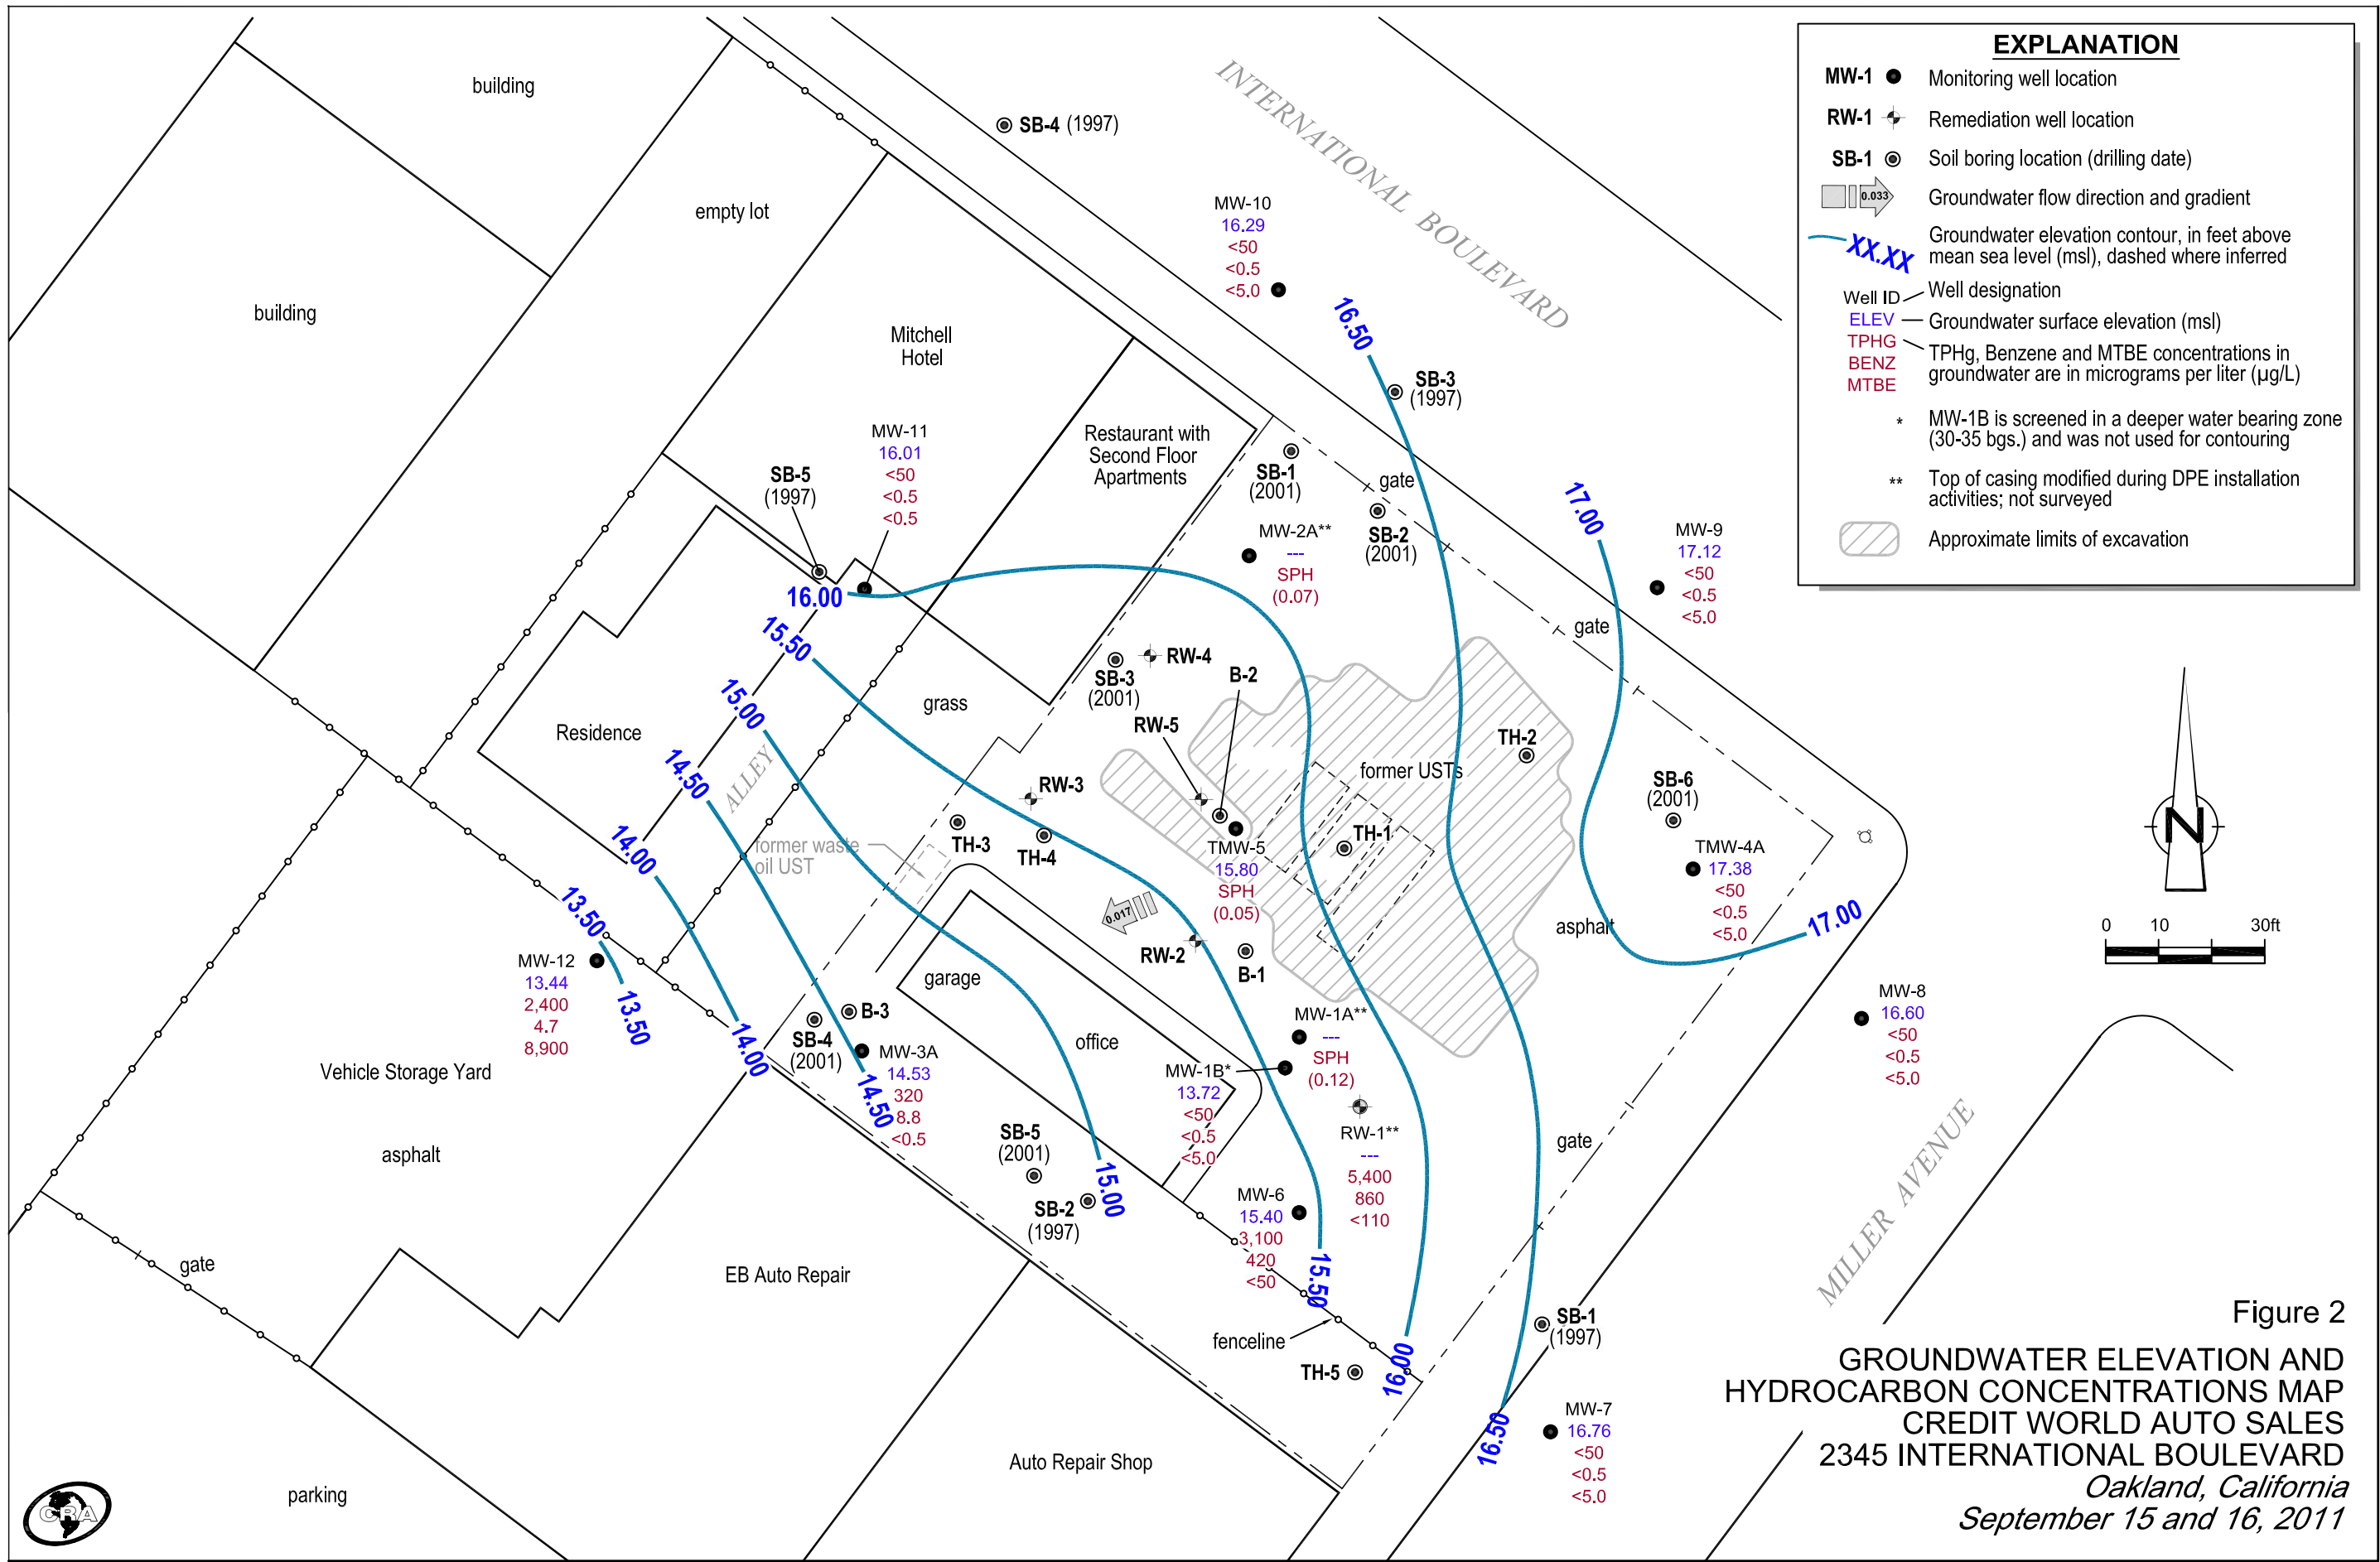 building
building
empty lot
Mitchell
Hotel
Restaurant with
Second Floor
Apartments
SB-4 (1997)
INTERNATIONAL BOULEVARD
MW-10
16.29
<50
<0.5
<5.0
16.50
SB-3
(1997)
MW-11
16.01
<50
<0.5
<0.5
SB-5
(1997)
SB-1
(2001)
gate
SB-2
(2001)
MW-2A**
---
SPH
(0.07)
17.00
MW-9
17.12
<50
<0.5
<5.0
gate
16.00
15.50
15.00
14.50
14.00
13.50
Residence
ALLEY
grass
SB-3
(2001)
RW-4
B-2
RW-5
RW-3
TH-3
TH-4
former waste
oil UST
former USTs
TH-2
TH-1
TMW-5
15.80
SPH
(0.05)
SB-6
(2001)
TMW-4A
17.38
<50
<0.5
<5.0
asphalt
17.00
0.017
RW-2
B-1
garage
office
MW-12
13.44
2,400
4.7
8,900
13.50
14.00
B-3
SB-4
(2001)
MW-3A
14.53
320
8.8
<0.5
14.50
MW-1A**
---
SPH
(0.12)
MW-1B*
13.72
<50
<0.5
<5.0
RW-1**
---
5,400
860
<110
MW-8
16.60
<50
<0.5
<5.0
Vehicle Storage Yard
asphalt
SB-5
(2001)
SB-2
(1997)
15.00
MW-6
15.40
3,100
420
<50
15.50
gate
MILLER AVENUE
gate
EB Auto Repair
fenceline
TH-5
16.00
SB-1
(1997)
16.50
MW-7
16.76
<50
<0.5
<5.0
Auto Repair Shop
parking
CRA
EXPLANATION
MW-1 Monitoring well location
RW-1 Remediation well location
SB-1 Soil boring location (drilling date)
0.033 Groundwater flow direction and gradient
XX.XX Groundwater elevation contour, in feet above
mean sea level (msl), dashed where inferred
Well ID Well designation
ELEV Groundwater surface elevation (msl)
TPHG
BENZ
MTBE
TPHg, Benzene and MTBE concentrations in
groundwater are in micrograms per liter (µg/L)
* MW-1B is screened in a deeper water bearing zone
(30-35 bgs.) and was not used for contouring
** Top of casing modified during DPE installation
activities; not surveyed
Approximate limits of excavation
N
0 10 30ft
Figure 2
GROUNDWATER ELEVATION AND
HYDROCARBON CONCENTRATIONS MAP
CREDIT WORLD AUTO SALES
2345 INTERNATIONAL BOULEVARD
Oakland, California
September 15 and 16, 2011